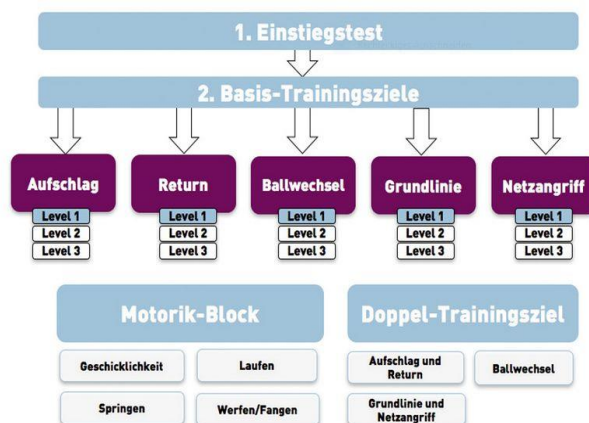 1. Einstiegstest
2. Basis-Trainingsziele
Aufschlag
Return
Ballwechsel
Grundlinie
Netzangriff
Level 1
Level 1
Level 1
Level 1
Level 1
Level 2
Level 2
Level 2
Level 2
Level 2
Level 3
Level 3
Level 3
Level 3
Level 3
Motorik-Block
Doppel-Trainingsziel
Geschicklichkeit
Laufen
Springen
Werfen/Fangen
Aufschlag und
Return
Ballwechsel
Grundlinie und
Netzangriff